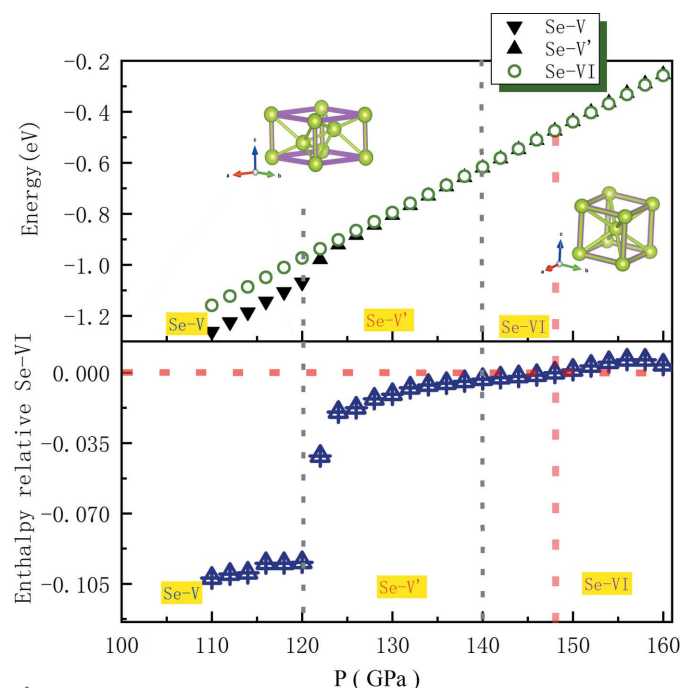 Se-V
Se-V'
Se-VI
Energy(eV)
-0.2
-0.4
-0.6
-0.8
-1.0
-1.2
c
a
b
c
a
b
Se-V
Se-V'
Se-VI
Enthalpy relative Se-VI
0.000
-0.035
-0.070
-0.105
Se-V
Se-V'
Se-VI
100
110
120
130
140
150
160
P ( GPa)